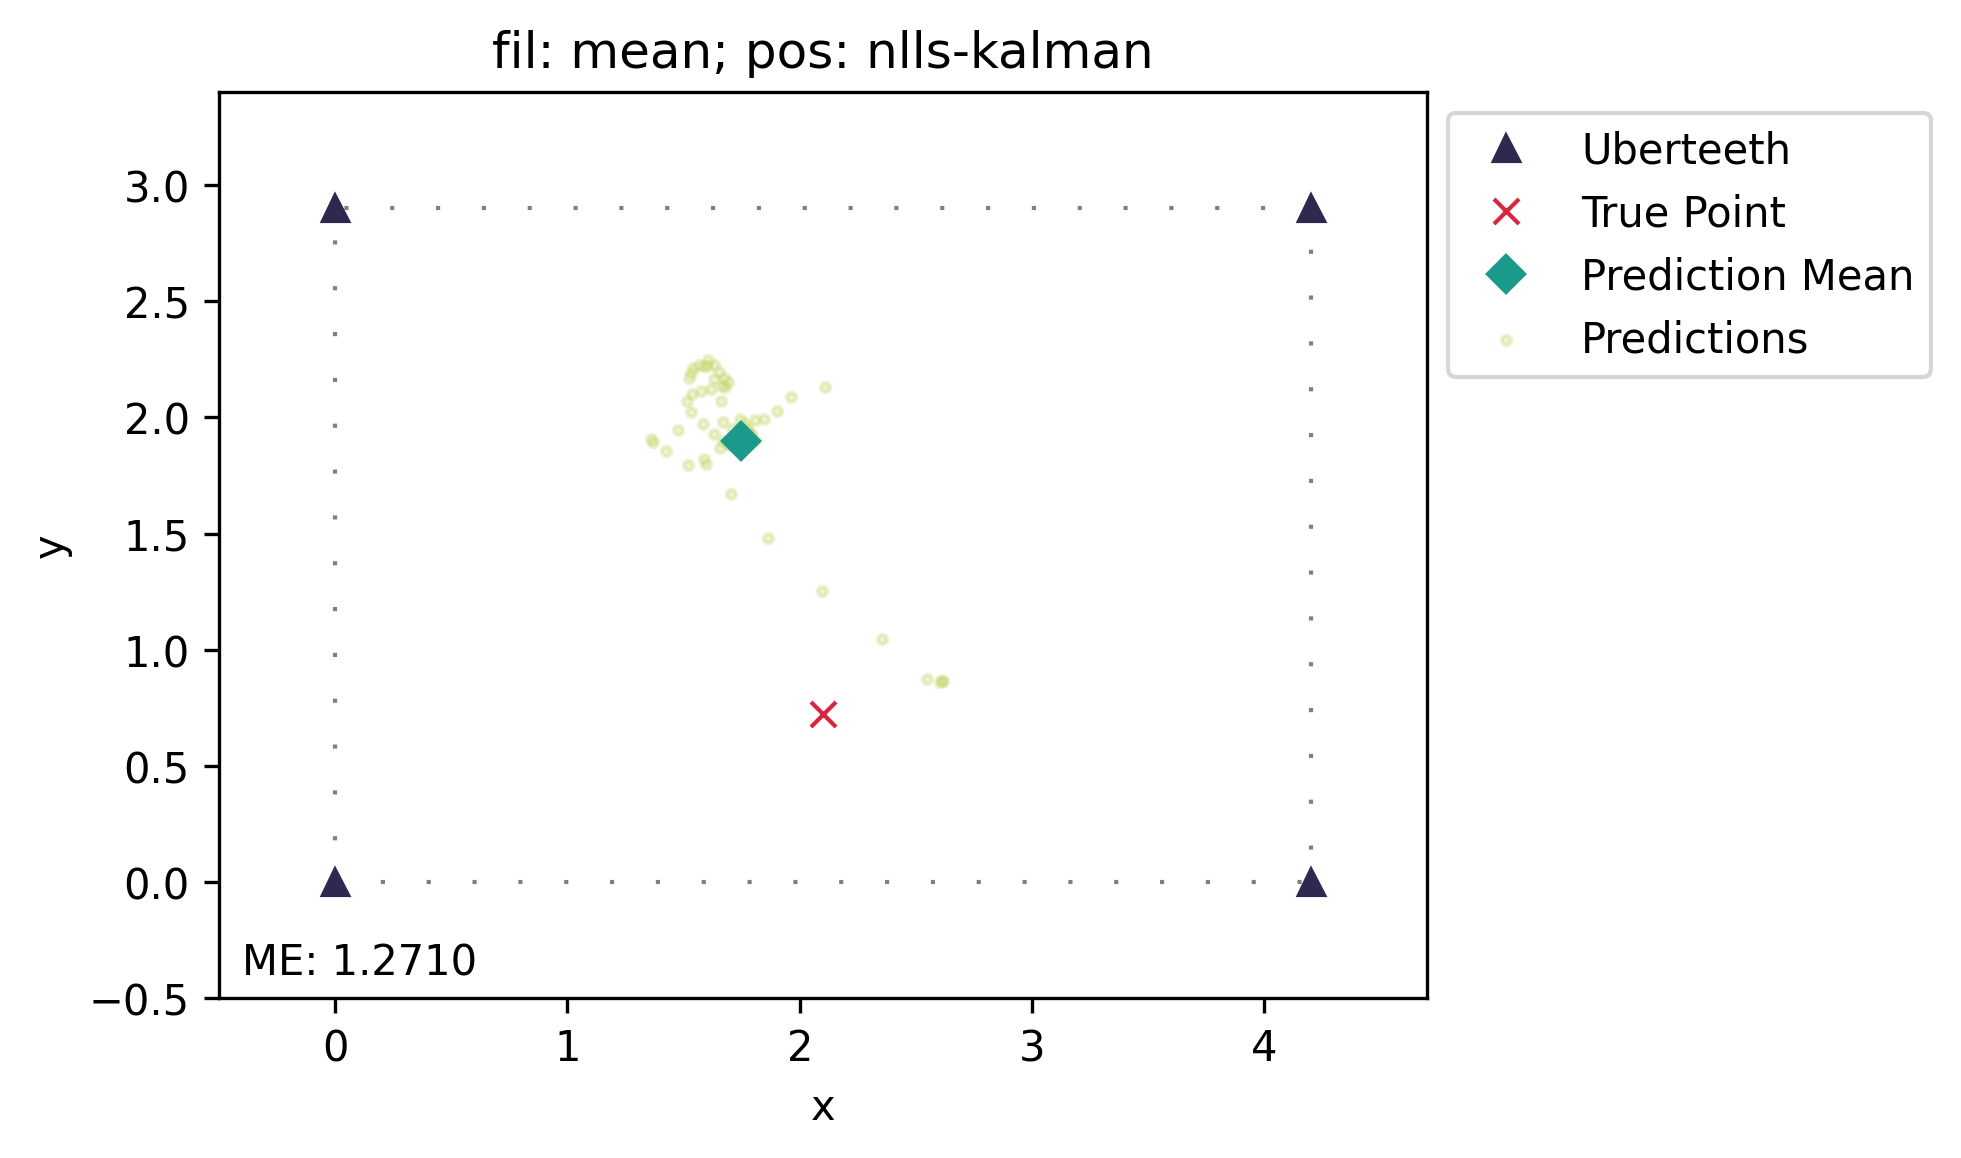 fil: mean; pos: nlls-kalman
Uberteeth
True Point
Prediction Mean
Predictions
3.0
2.5
2.0
1.5
1.0
0.5
0.0
−0.5
y
ME: 1.2710
0 1 2 3 4
x